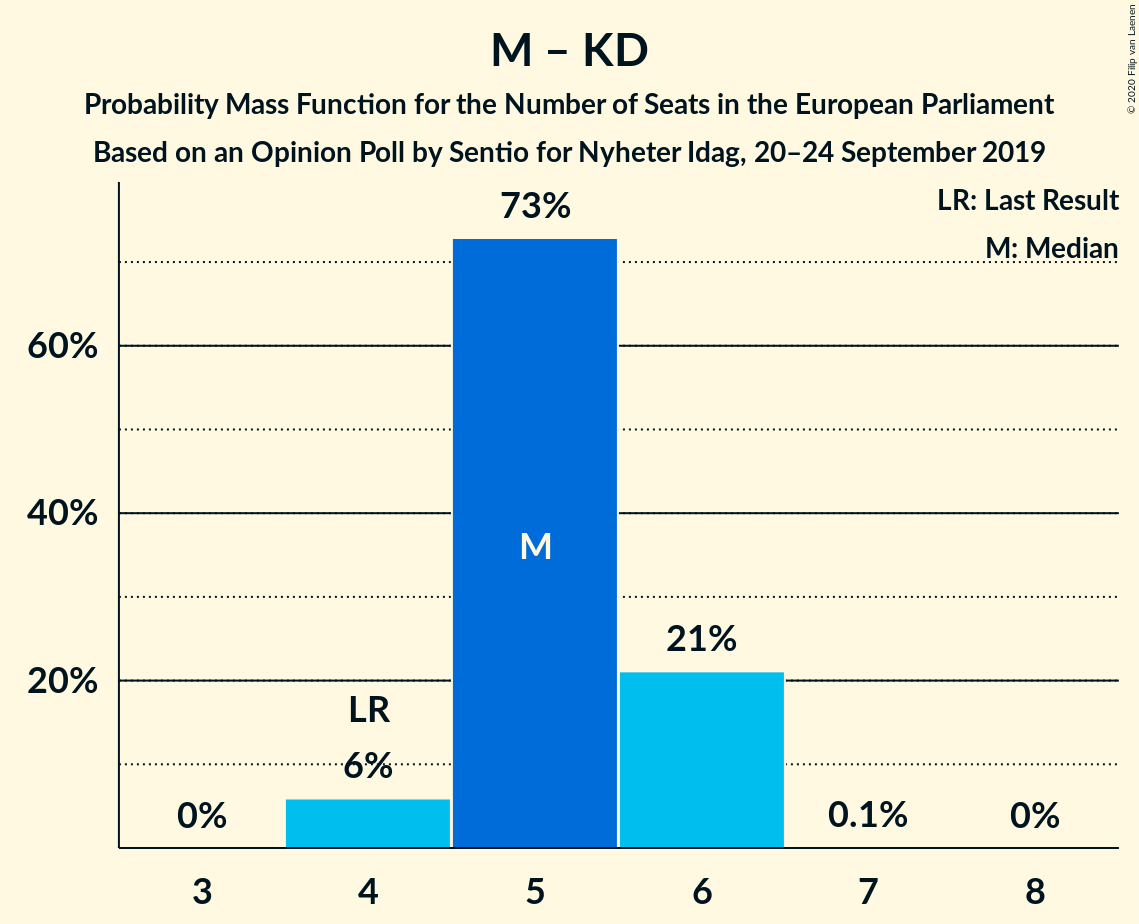 © 2020 Filip van Laenen
M – KD
Probability Mass Function for the Number of Seats in the European Parliament
Based on an Opinion Poll by Sentio for Nyheter Idag, 20–24 September 2019
LR: Last Result
M: Median
73%
60%
40%
M
21%
20%
LR
6%
0%
0.1%
0%
3 4 5 6 7 8